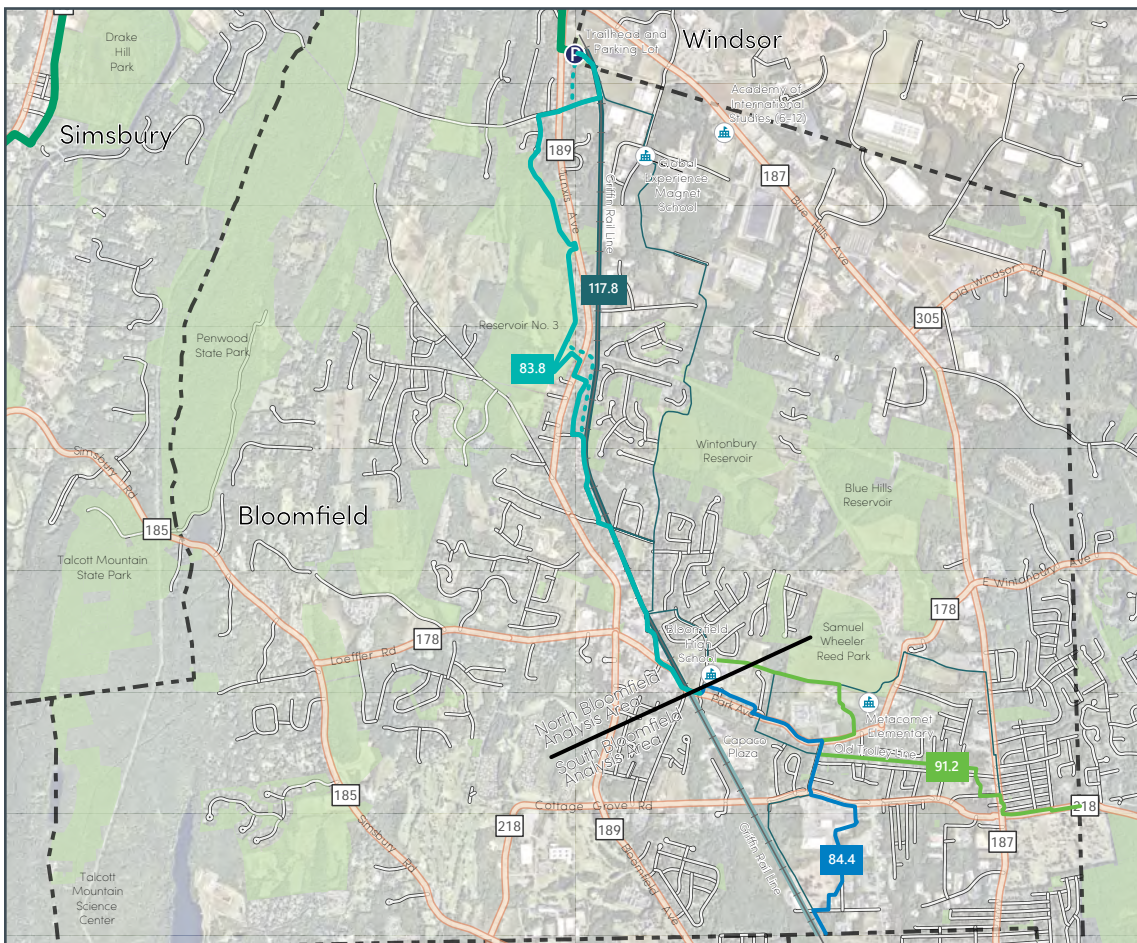 Drake
Hill
Park
Simsbury
P
Trailhead and
Parking Lot
Windsor
Academy of
International
Studies (6-12)
189
187
Global
Experience
Magnet
School
Tunxis Ave
Griffin Rail Line
Blue Hills Ave
117.8
Old Windsor Rd
305
Reservoir No. 3
Penwood
State Park
83.8
Wintonbury
Reservoir
Simsbury Rd
Blue Hills
Reservoir
Bloomfield
185
Talcott Mountain
State Park
E Wintonbury Ave
178
178
Loeffler Rd
Bloomfield
High
School
Samuel
Wheeler
Reed Park
North Bloomfield
Analysis Area
South Bloomfield
Analysis Area
Park Ave
Metacomet
Elementary
Capaco
Plaza
Old Trolley Line
91.2
185
Cottage Grove Rd
218
218
189
187
Simsbury Rd
Bloomfield Ave
Griffin Rail Line
84.4
Talcott
Mountain
Science
Center